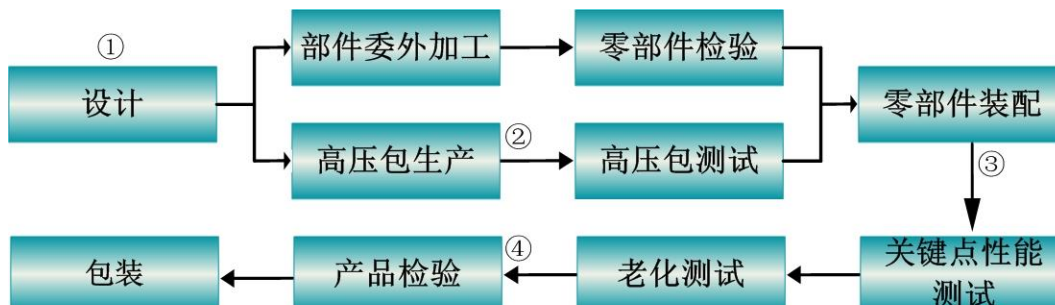 ①
部件委外加工
零部件检验
设计
零部件装配
高压包生产
②
高压包测试
③
包装
产品检验
④
老化测试
关键点性能
测试